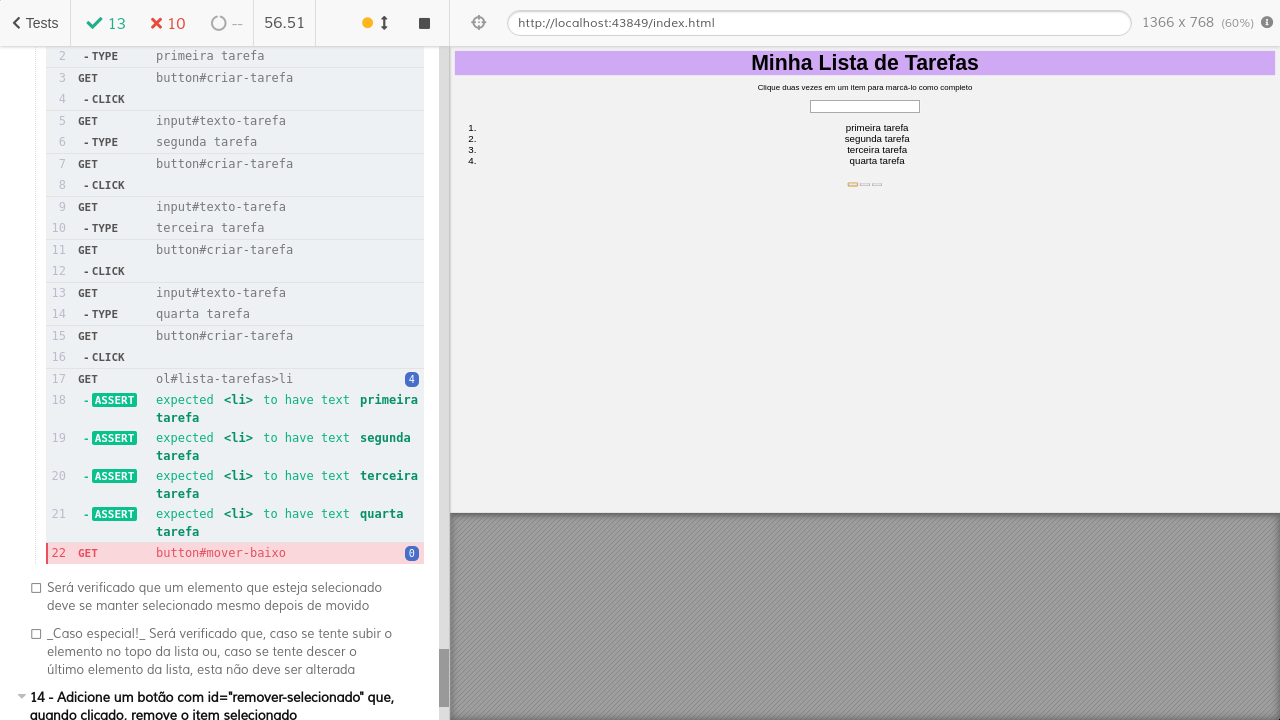 Tests
13
10
--
56.51
http://localhost:43849/index.html
1366 x 768 (60%)
2 - TYPE primeira tarefa
3 GET button#criar-tarefa
4 - CLICK
5 GET input#texto-tarefa
6 - TYPE segunda tarefa
7 GET button#criar-tarefa
8 - CLICK
9 GET input#texto-tarefa
10 - TYPE terceira tarefa
11 GET button#criar-tarefa
12 - CLICK
13 GET input#texto-tarefa
14 - TYPE quarta tarefa
15 GET button#criar-tarefa
16 - CLICK
17 GET ol#lista-tarefas>li 4
18 - ASSERT expected <li> to have text primeira
tarefa
19 - ASSERT expected <li> to have text segunda
tarefa
20 - ASSERT expected <li> to have text terceira
tarefa
21 - ASSERT expected <li> to have text quarta
tarefa
22 GET button#mover-baixo 0
Será verificado que um elemento que esteja selecionado
deve se manter selecionado mesmo depois de movido
_Caso especial!_ Será verificado que, caso se tente subir o
elemento no topo da lista ou, caso se tente descer o
último elemento da lista, esta não deve ser alterada
14 - Adicione um botão com id="remover-selecionado" que,
quando clicado, remove o item selecionado
Minha Lista de Tarefas
Clique duas vezes em um item para marcá-lo como completo
1. primeira tarefa
2. segunda tarefa
3. terceira tarefa
4. quarta tarefa